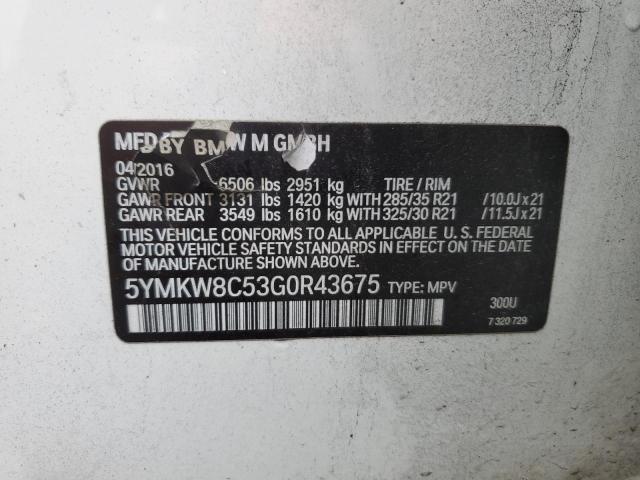 MFD BY BMW M GMBH
04/2016
GVWR 6506 lbs 2951 kg TIRE / RIM
GAWR FRONT 3131 lbs 1420 kg WITH 285/35 R21 /10.0J x 21
GAWR REAR 3549 lbs 1610 kg WITH 325/30 R21 /11.5J x 21
THIS VEHICLE CONFORMS TO ALL APPLICABLE U. S. FEDERAL
MOTOR VEHICLE SAFETY STANDARDS IN EFFECT ON THE DATE OF
MANUFACTURE SHOWN ABOVE.
5YMKW8C53G0R43675 TYPE: MPV
300U
7 320 729